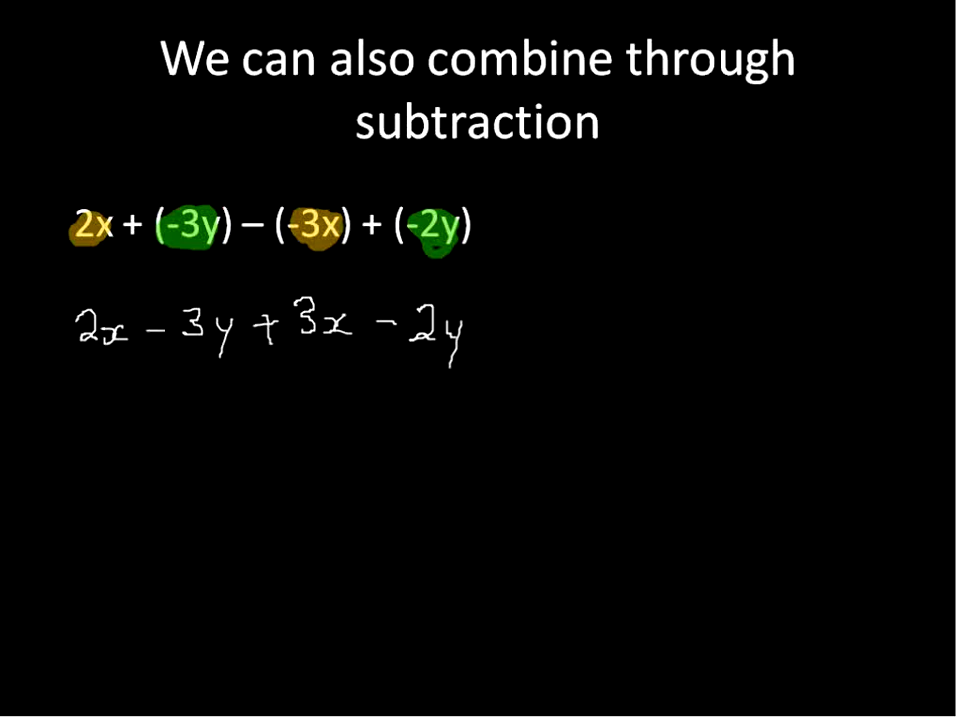 We can also combine through
subtraction
2x + (-3y) – (-3x) + (-2y)
2x - 3y + 3x - 2y